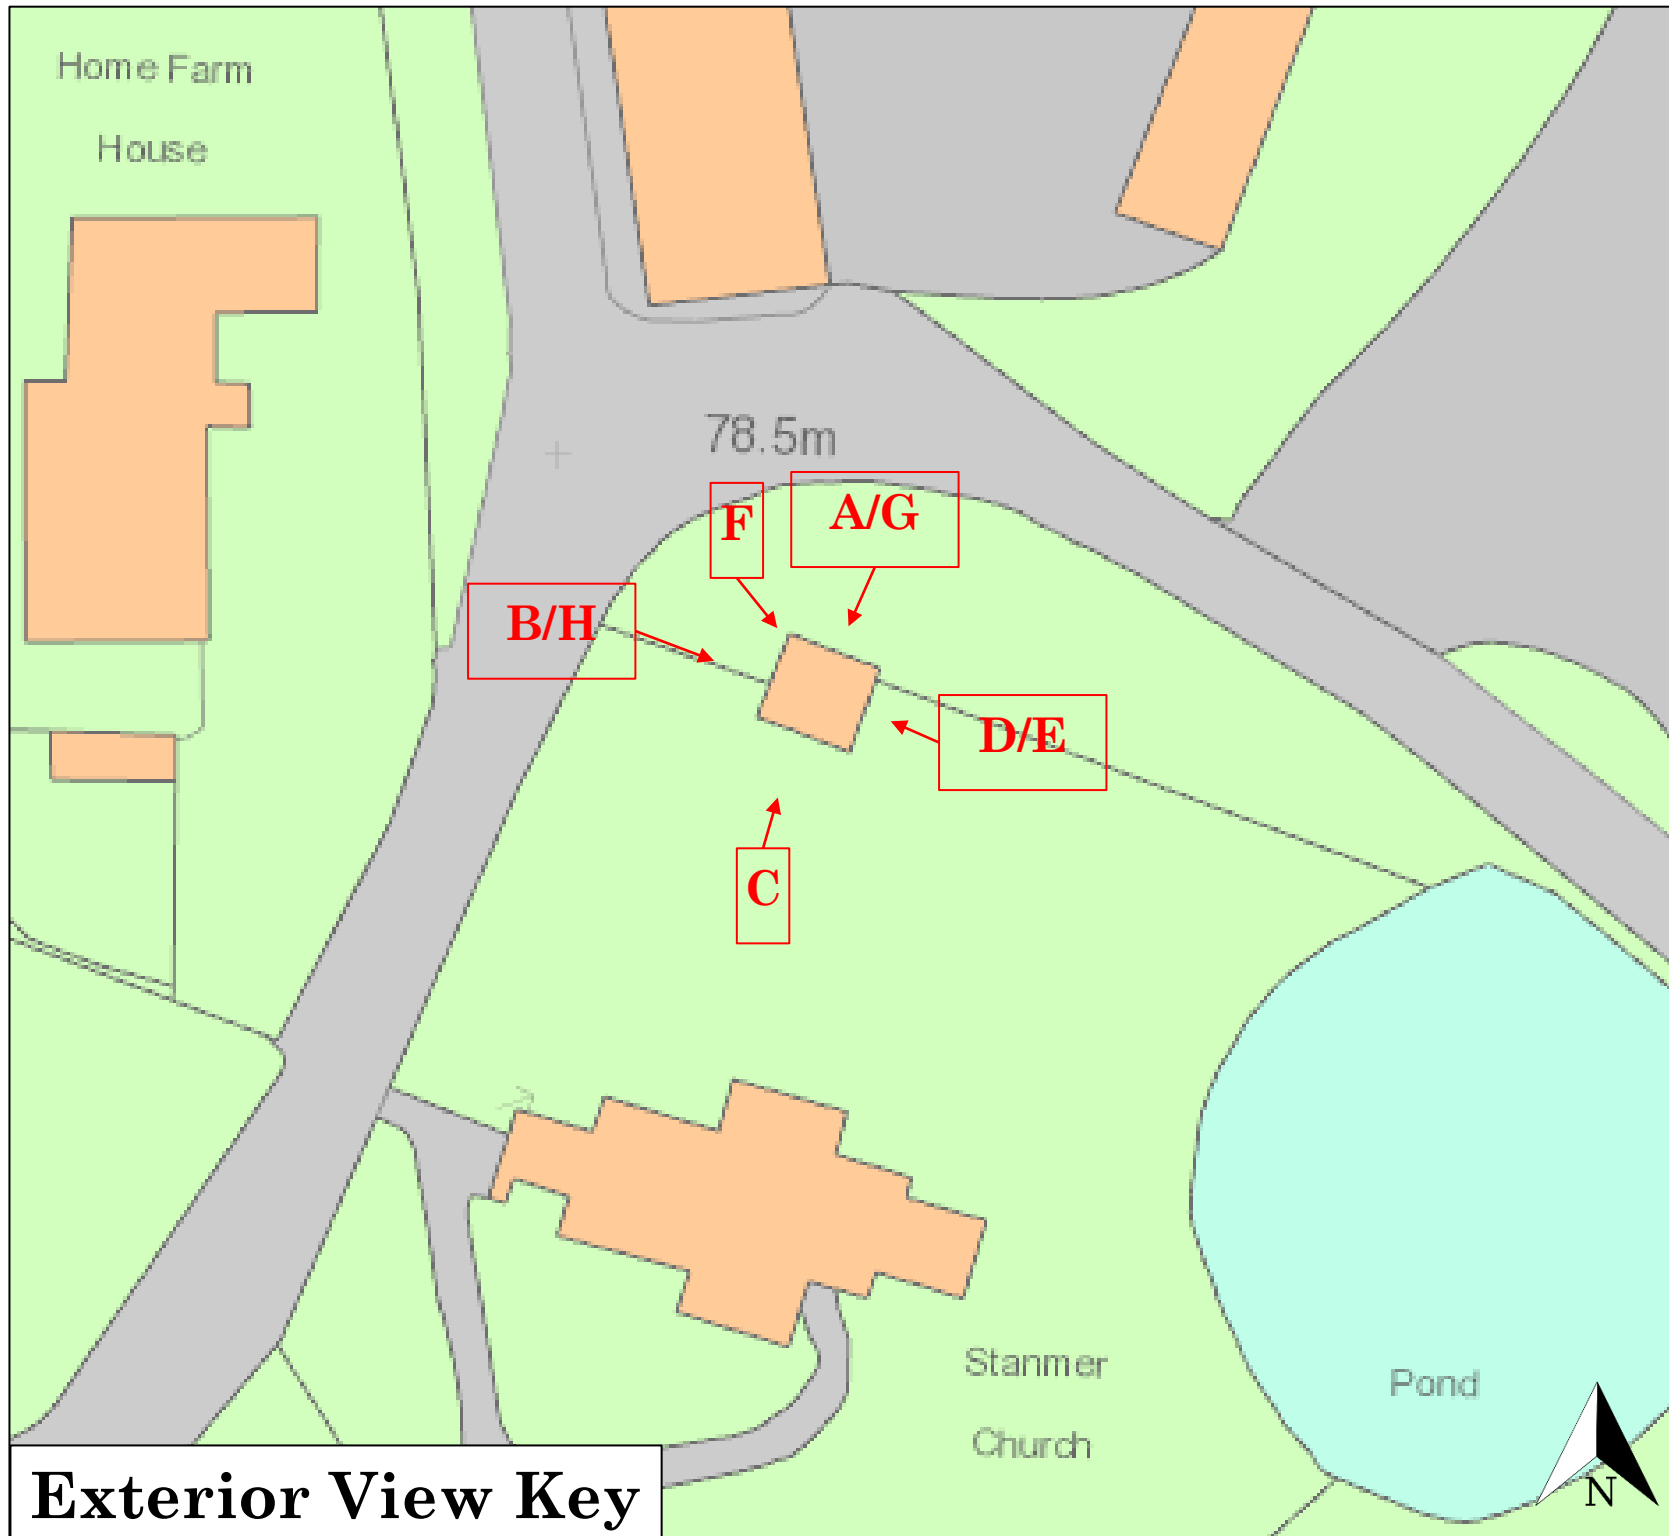 Home Farm
House
78.5m
F
A/G
B/H
D/E
C
Stanmer
Church
Pond
N
Exterior View Key